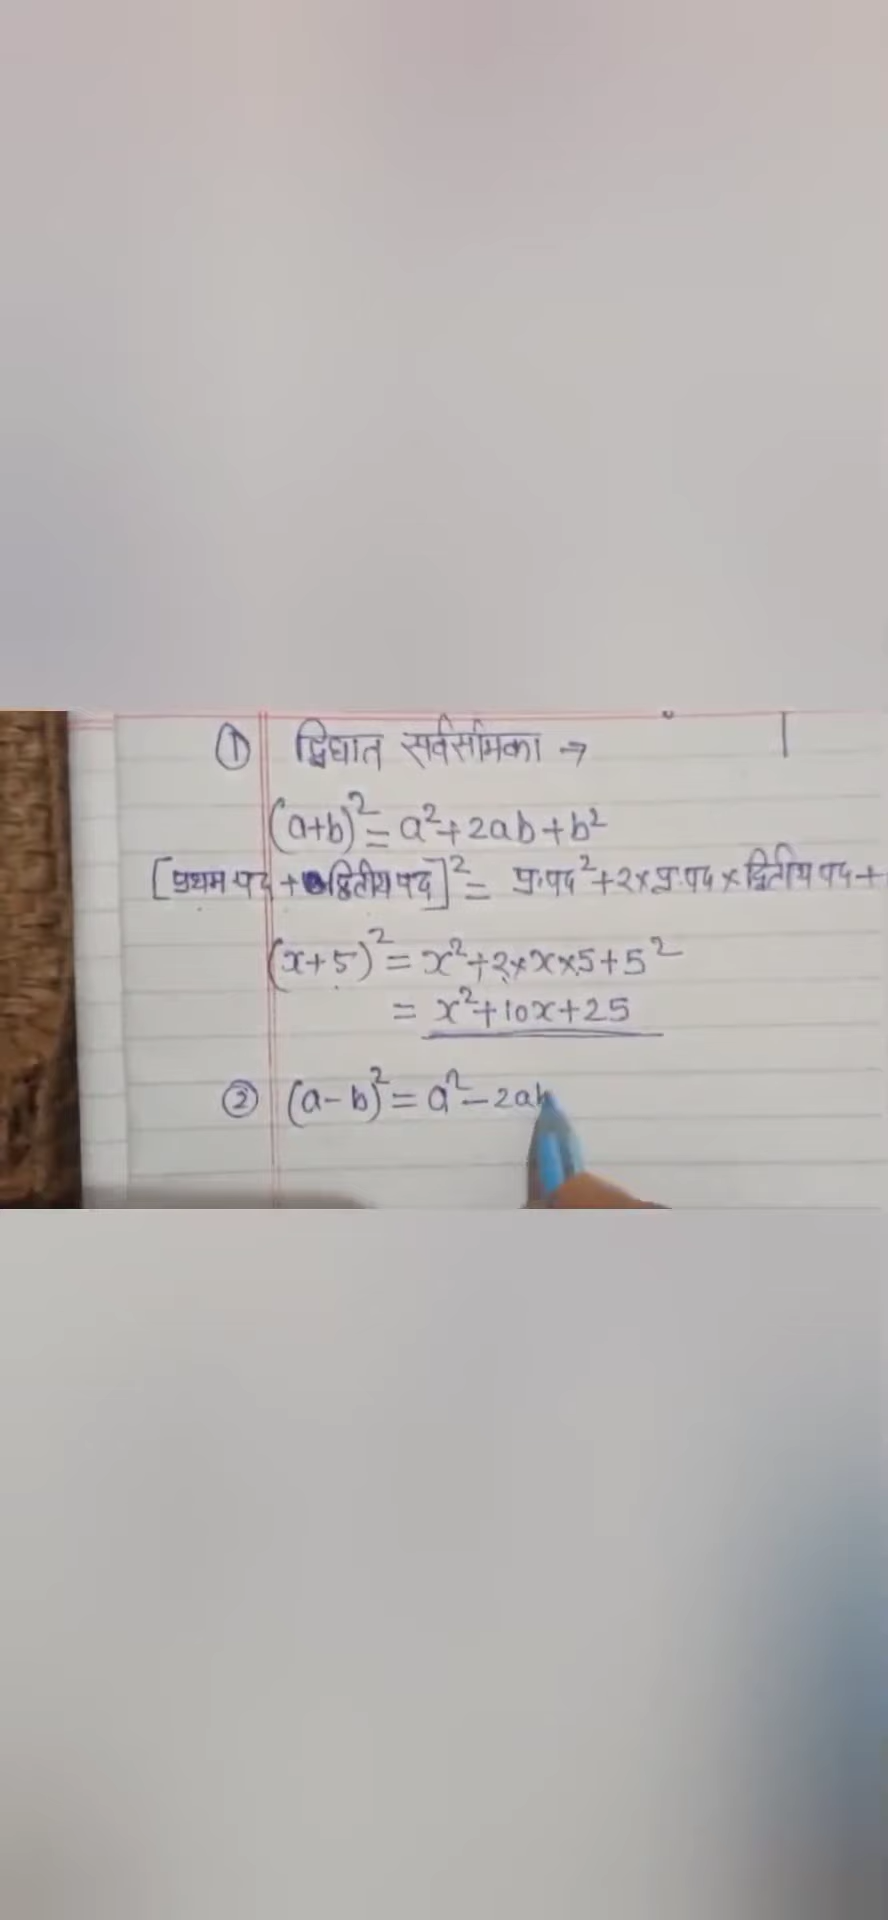 ① द्विघात सर्वसमिका →
(a+b)² = a²+2ab+b²
[प्रथम पद + द्वितीय पद]² = प्र.पद²+2×प्र.पद×द्वितीय पद+
(x+5)² = x²+2×x×5+5²
= x²+10x+25
② (a-b)² = a²-2ab